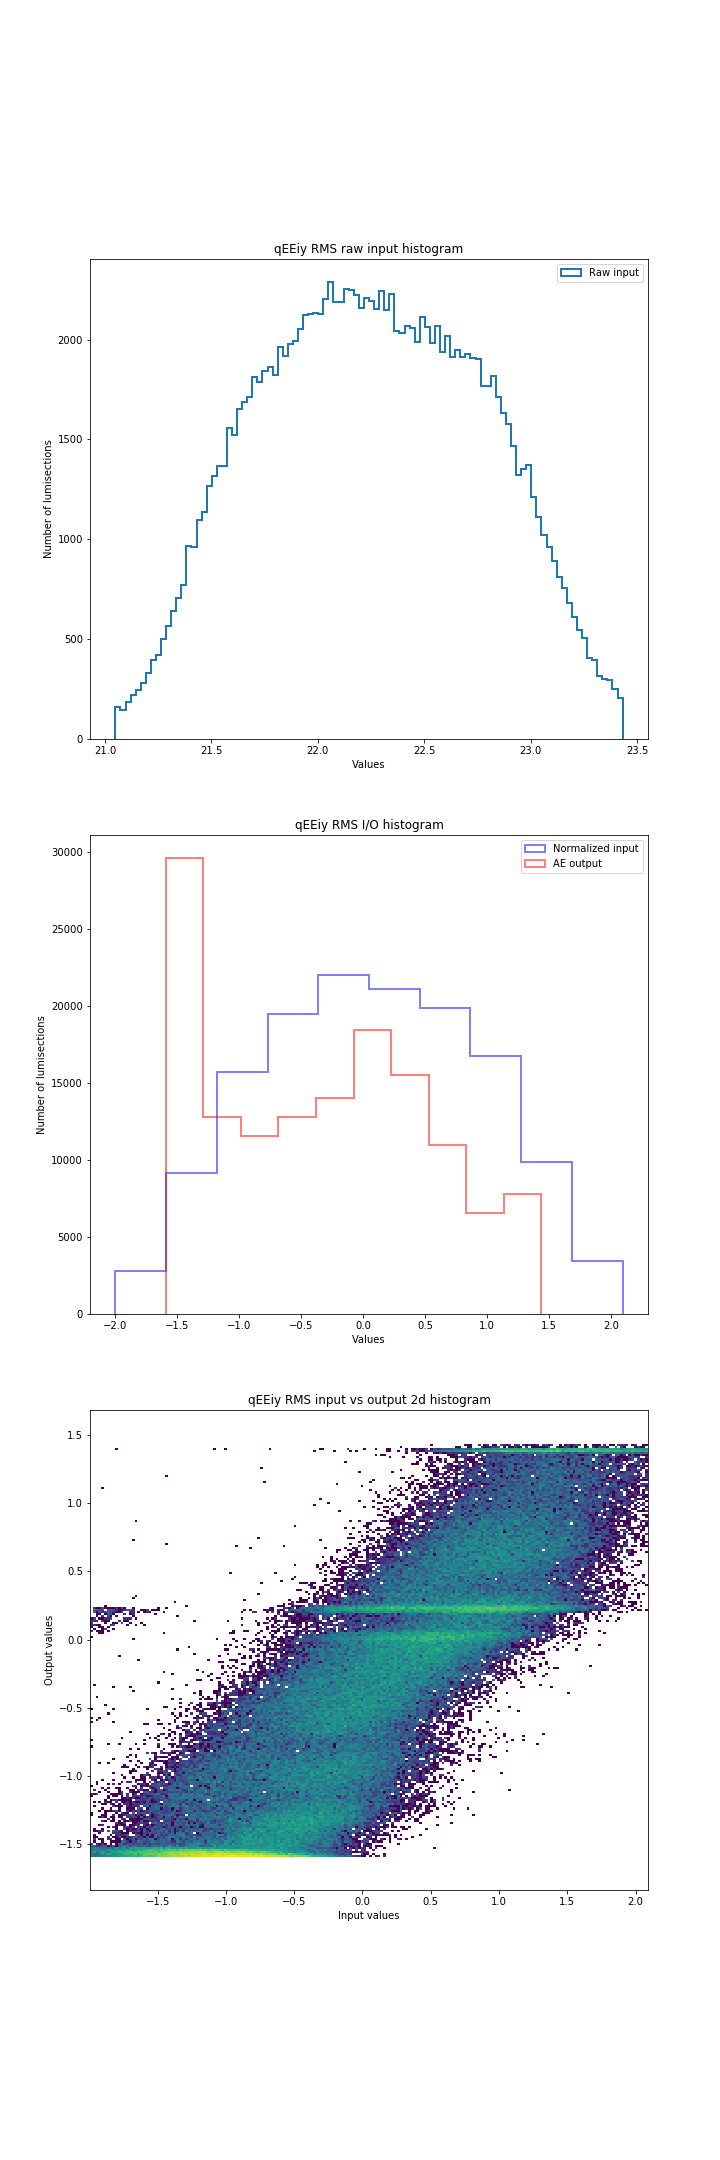 qEEiy RMS raw input histogram
Raw input
2000
1500
1000
500
0
Number of lumisections
21.0 21.5 22.0 22.5 23.0 23.5
Values
qEEiy RMS I/O histogram
Normalized input
AE output
30000
25000
20000
15000
10000
5000
0
Number of lumisections
−2.0 −1.5 −1.0 −0.5 0.0 0.5 1.0 1.5 2.0
Values
qEEiy RMS input vs output 2d histogram
1.5
1.0
0.5
0.0
−0.5
−1.0
−1.5
Output values
−1.5 −1.0 −0.5 0.0 0.5 1.0 1.5 2.0
Input values